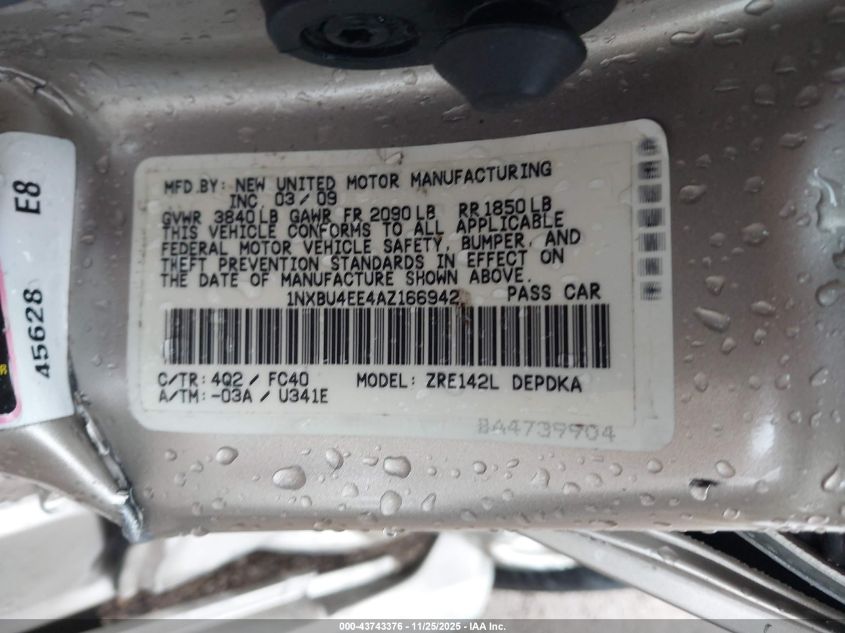 MFD.BY: NEW UNITED MOTOR MANUFACTURING
INC 03/09
GVWR 3840LB GAWR FR 2090LB RR 1850LB
THIS VEHICLE CONFORMS TO ALL APPLICABLE
FEDERAL MOTOR VEHICLE SAFETY, BUMPER, AND
THEFT PREVENTION STANDARDS IN EFFECT ON
THE DATE OF MANUFACTURE SHOWN ABOVE.
1NXBU4EE4AZ166942 PASS CAR
C/TR: 4Q2 / FC40 MODEL: ZRE142L DEPDKA
A/TM: -03A / U341E
BA4739904
45628 E8
000-43743376 - 11/25/2025 - IAA Inc.